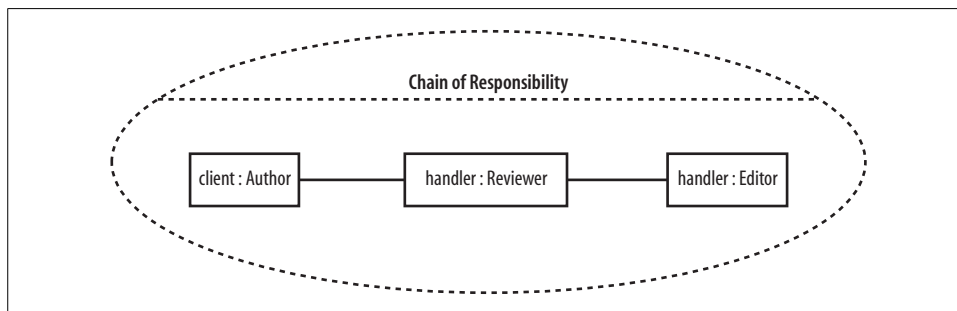 Chain of Responsibility
client : Author
handler : Reviewer
handler : Editor